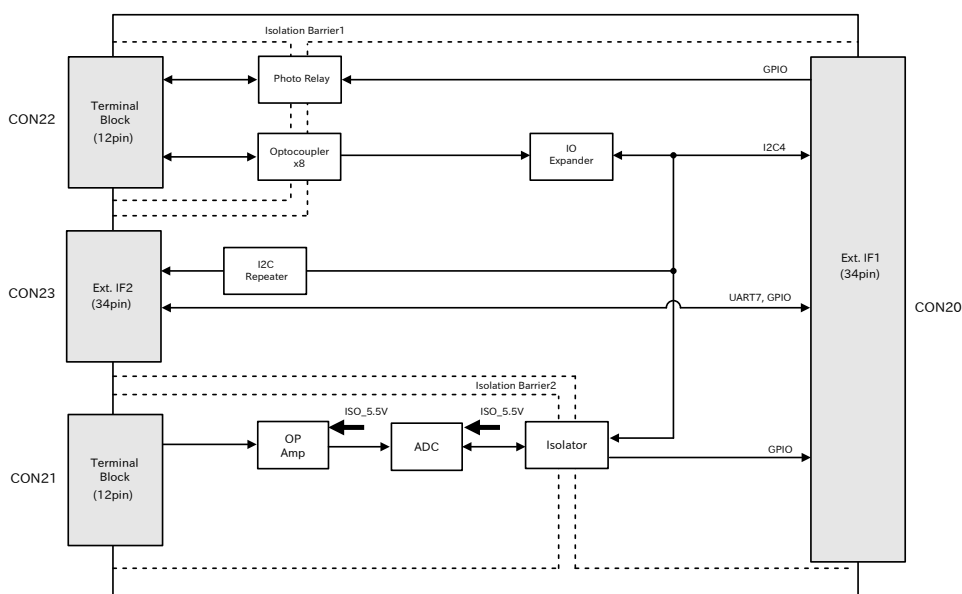 Isolation Barrier1
CON22
Terminal
Block
(12pin)
Photo Relay
GPIO
Optocoupler
x8
IO
Expander
I2C4
CON23
Ext. IF2
(34pin)
I2C
Repeater
UART7, GPIO
Ext. IF1
(34pin)
CON20
Isolation Barrier2
CON21
Terminal
Block
(12pin)
OP
Amp
ISO_5.5V
ADC
ISO_5.5V
Isolator
GPIO